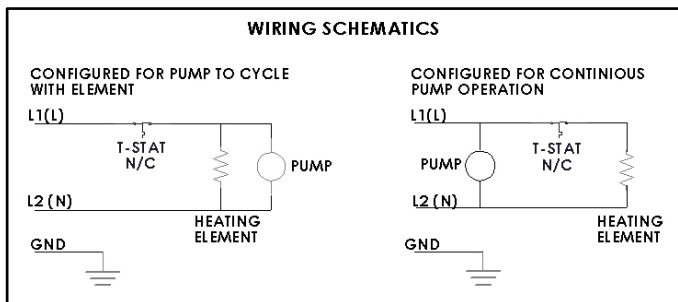 WIRING SCHEMATICS
CONFIGURED FOR PUMP TO CYCLE
WITH ELEMENT
L1(L)
T-STAT
N/C
PUMP
L2 (N)
HEATING
ELEMENT
GND
CONFIGURED FOR CONTINIOUS
PUMP OPERATION
L1(L)
PUMP
T-STAT
N/C
L2 (N)
HEATING
ELEMENT
GND